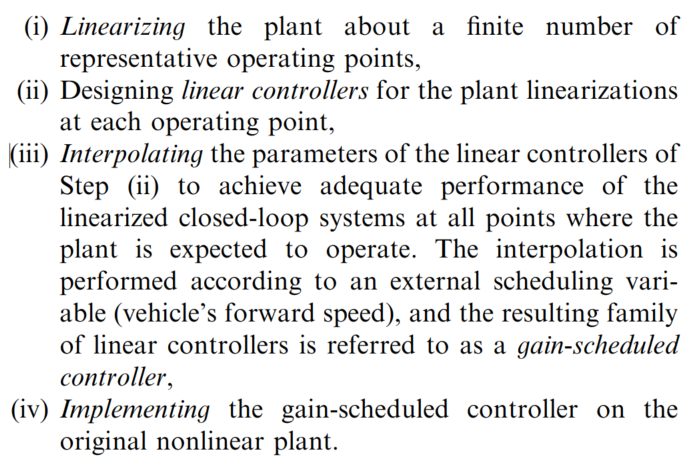 (i) Linearizing the plant about a finite number of
representative operating points,
(ii) Designing linear controllers for the plant linearizations
at each operating point,
(iii) Interpolating the parameters of the linear controllers of
Step (ii) to achieve adequate performance of the
linearized closed-loop systems at all points where the
plant is expected to operate. The interpolation is
performed according to an external scheduling vari-
able (vehicle's forward speed), and the resulting family
of linear controllers is referred to as a gain-scheduled
controller,
(iv) Implementing the gain-scheduled controller on the
original nonlinear plant.